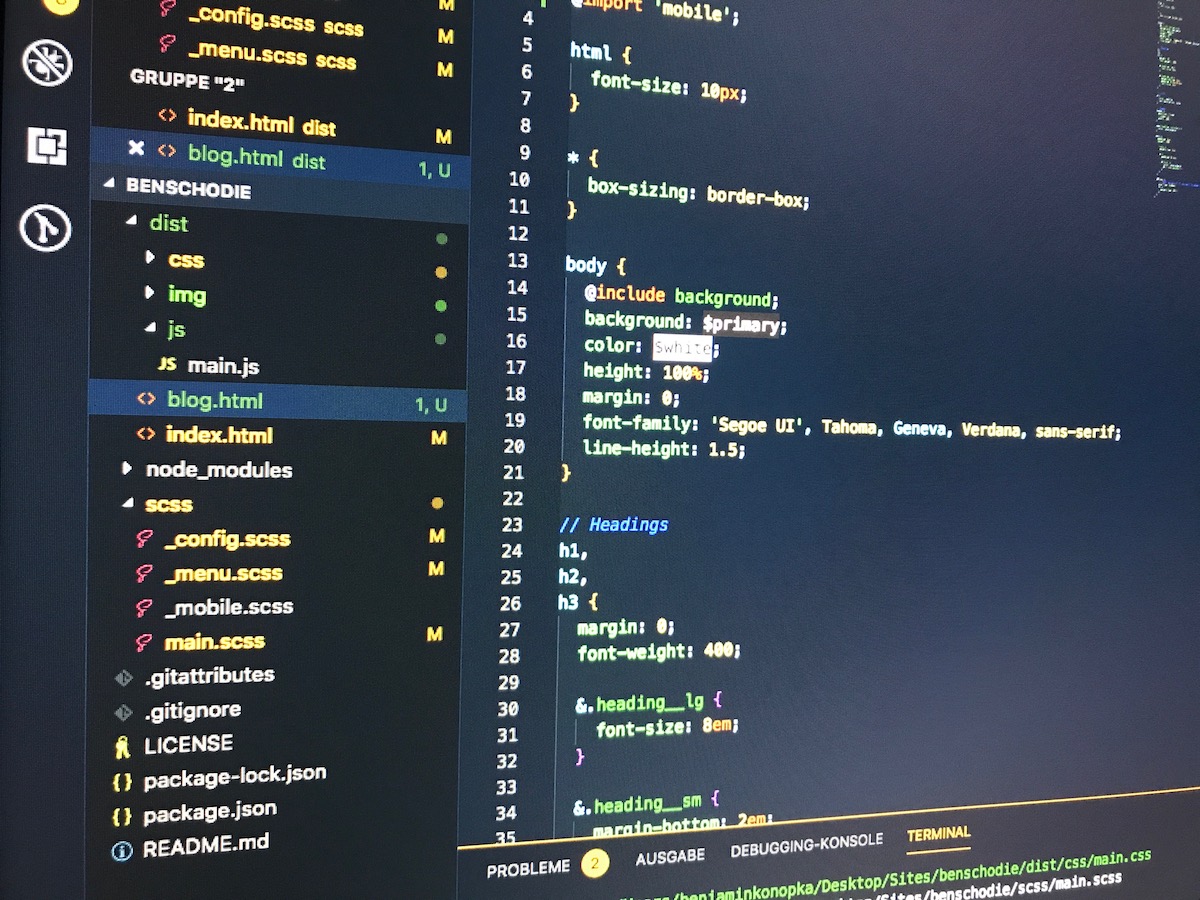 _config.scss scss M
_menu.scss scss M
GRUPPE "2"
index.html dist M
blog.html dist 1, U
BENSCHODIE
dist
css
img
js
JS main.js
blog.html 1, U
index.html M
node_modules
scss
_config.scss M
_menu.scss M
_mobile.scss
main.scss M
.gitattributes
.gitignore
LICENSE
{} package-lock.json
{} package.json
README.md
@import 'mobile';
4
5 html {
6 font-size: 10px;
7 }
8
9 * {
10 box-sizing: border-box;
11 }
12
13 body {
14 @include background;
15 background: $primary;
16 color: $white;
17 height: 100%;
18 margin: 0;
19 font-family: 'Segoe UI', Tahoma, Geneva, Verdana, sans-serif;
20 line-height: 1.5;
21 }
22
23 // Headings
24 h1,
25 h2,
26 h3 {
27 margin: 0;
28 font-weight: 400;
29
30 &.heading__lg {
31 font-size: 8em;
32 }
33
34 &.heading__sm {
35 margin-bottom: 2em;
PROBLEME 2 AUSGABE DEBUGGING-KONSOLE TERMINAL
/benjaminkonopka/Desktop/Sites/benschodie/dist/css/main.css
/Sites/benschodie/scss/main.scss